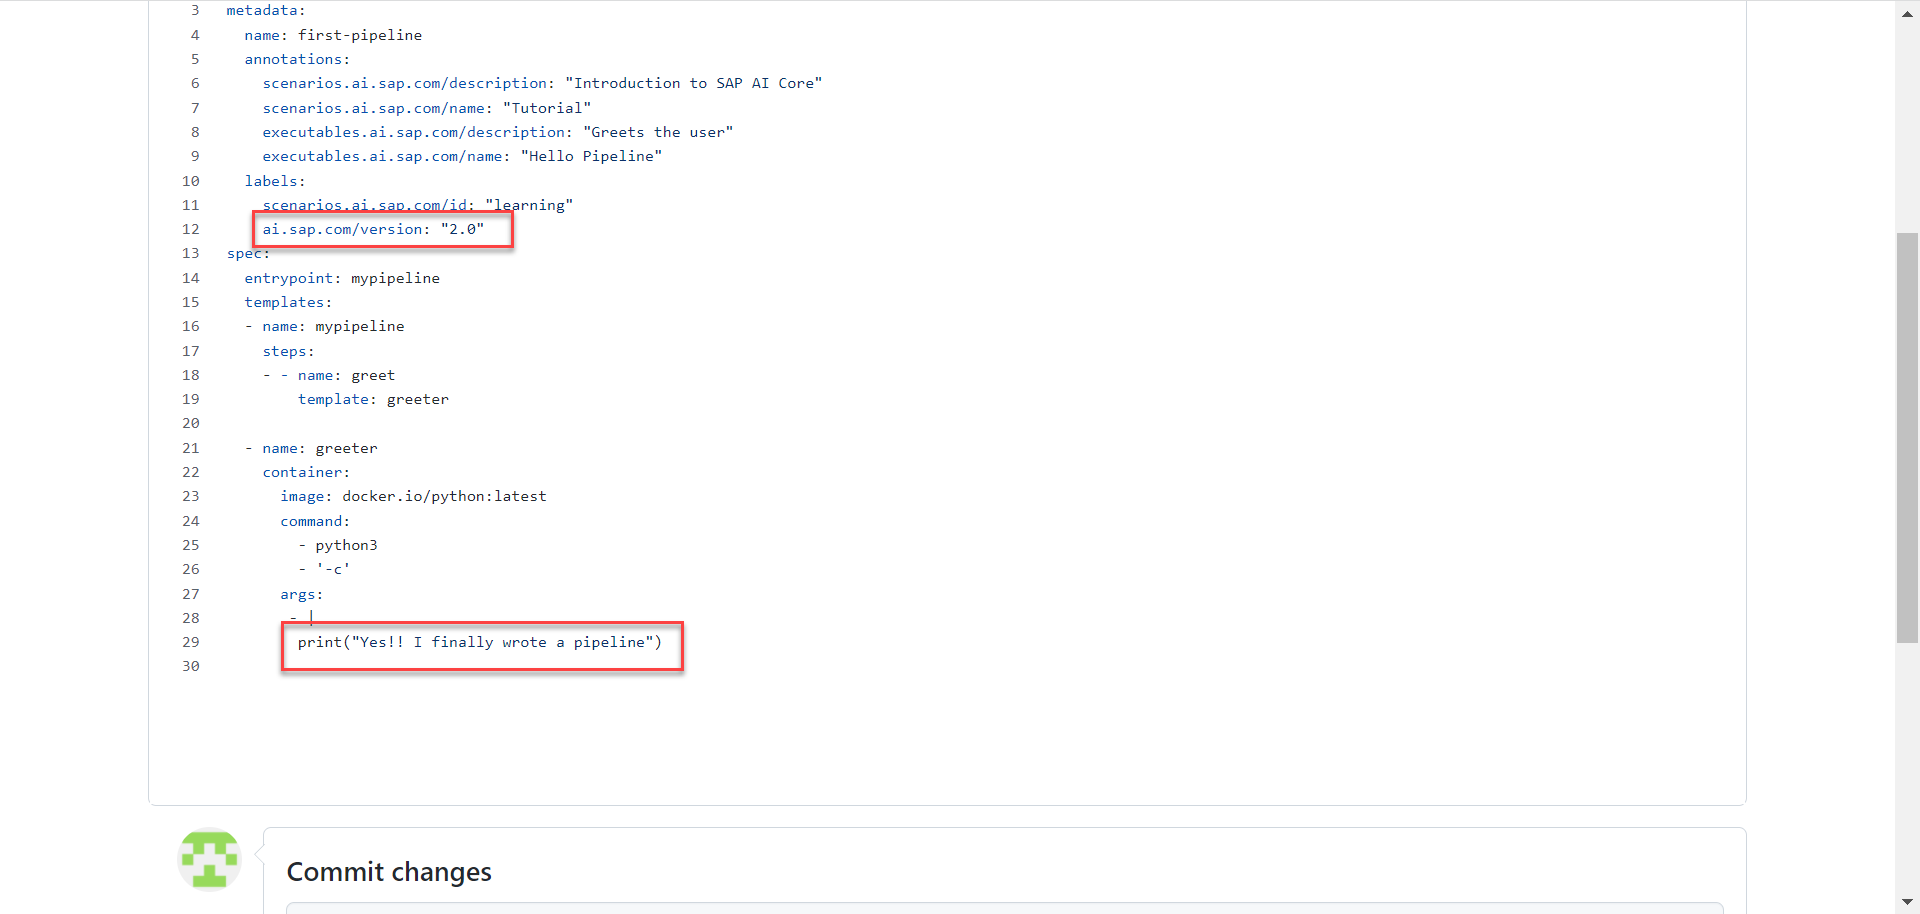 3 metadata:
4   name: first-pipeline
5   annotations:
6     scenarios.ai.sap.com/description: "Introduction to SAP AI Core"
7     scenarios.ai.sap.com/name: "Tutorial"
8     executables.ai.sap.com/description: "Greets the user"
9     executables.ai.sap.com/name: "Hello Pipeline"
10   labels:
11     scenarios.ai.sap.com/id: "learning"
12     ai.sap.com/version: "2.0"
13 spec:
14   entrypoint: mypipeline
15   templates:
16   - name: mypipeline
17     steps:
18     - - name: greet
19         template: greeter
20
21   - name: greeter
22     container:
23       image: docker.io/python:latest
24       command:
25         - python3
26         - '-c'
27       args:
28        - |
29         print("Yes!! I finally wrote a pipeline")
30
Commit changes